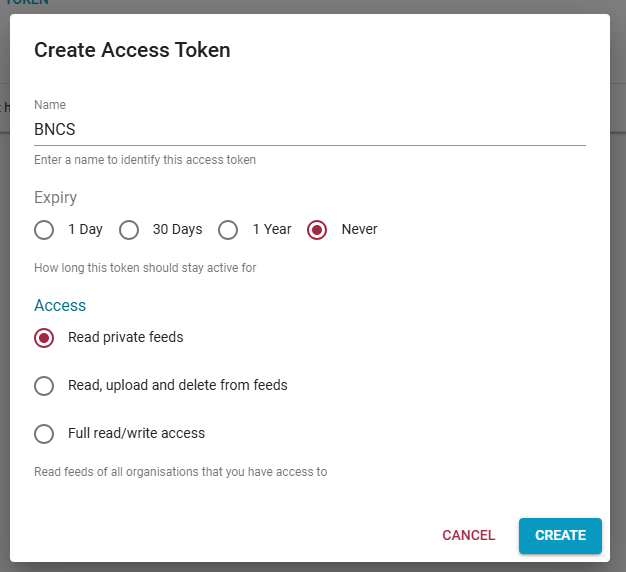 TOKEN
Create Access Token
Name
BNCS
Enter a name to identify this access token
Expiry
1 Day 30 Days 1 Year Never
How long this token should stay active for
Access
Read private feeds
Read, upload and delete from feeds
Full read/write access
Read feeds of all organisations that you have access to
CANCEL CREATE